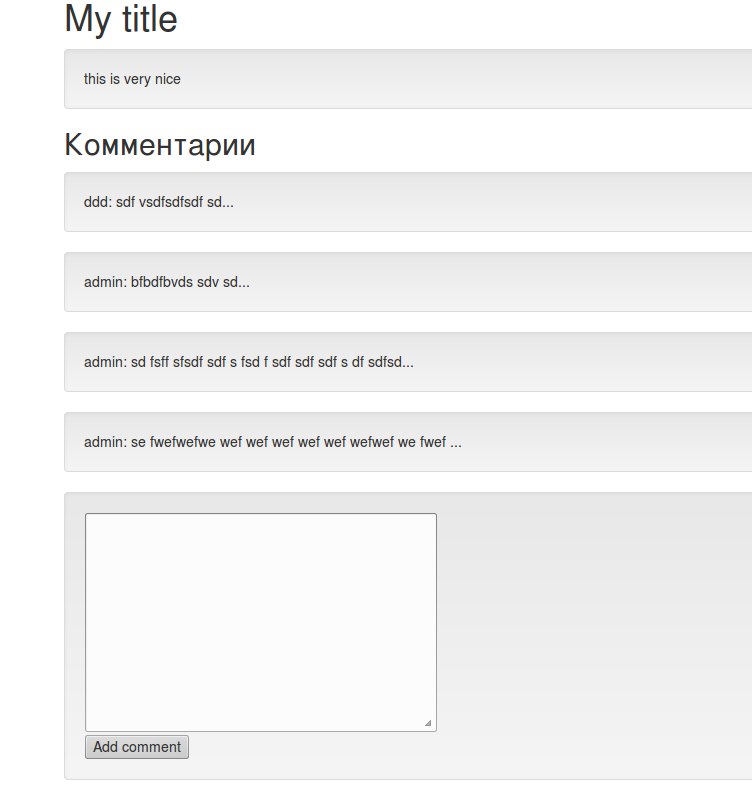 My title
this is very nice
Комментарии
ddd: sdf vsdfsdfsdf sd...
admin: bfbdfbvds sdv sd...
admin: sd fsff sfsdf sdf s fsd f sdf sdf sdf s df sdfsd...
admin: se fwefwefwe wef wef wef wef wef wefwef we fwef ...
Add comment